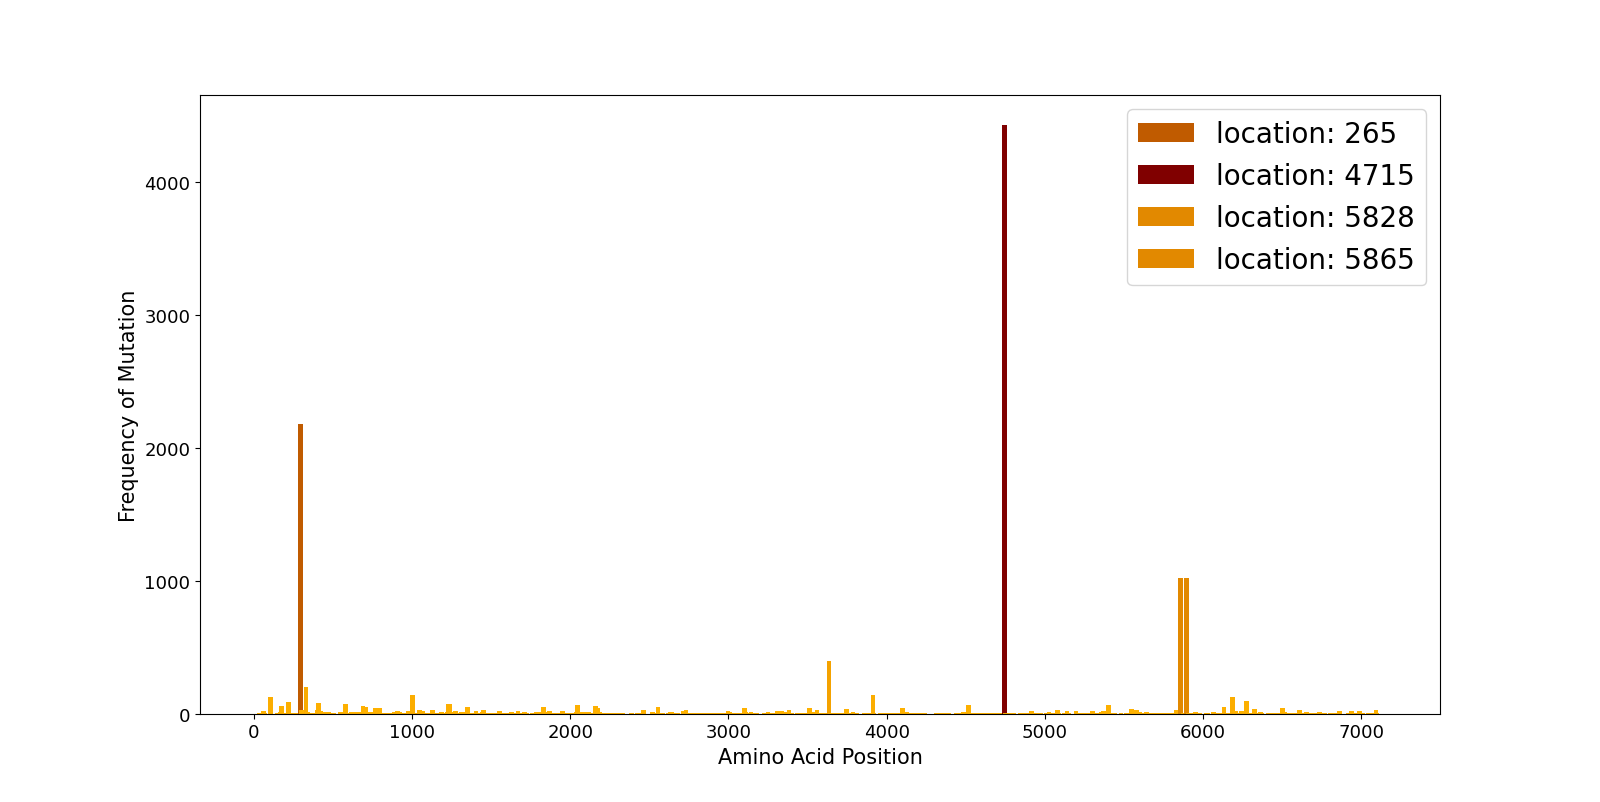 location: 265
location: 4715
location: 5828
location: 5865
Frequency of Mutation
4000
3000
2000
1000
0
0 1000 2000 3000 4000 5000 6000 7000
Amino Acid Position